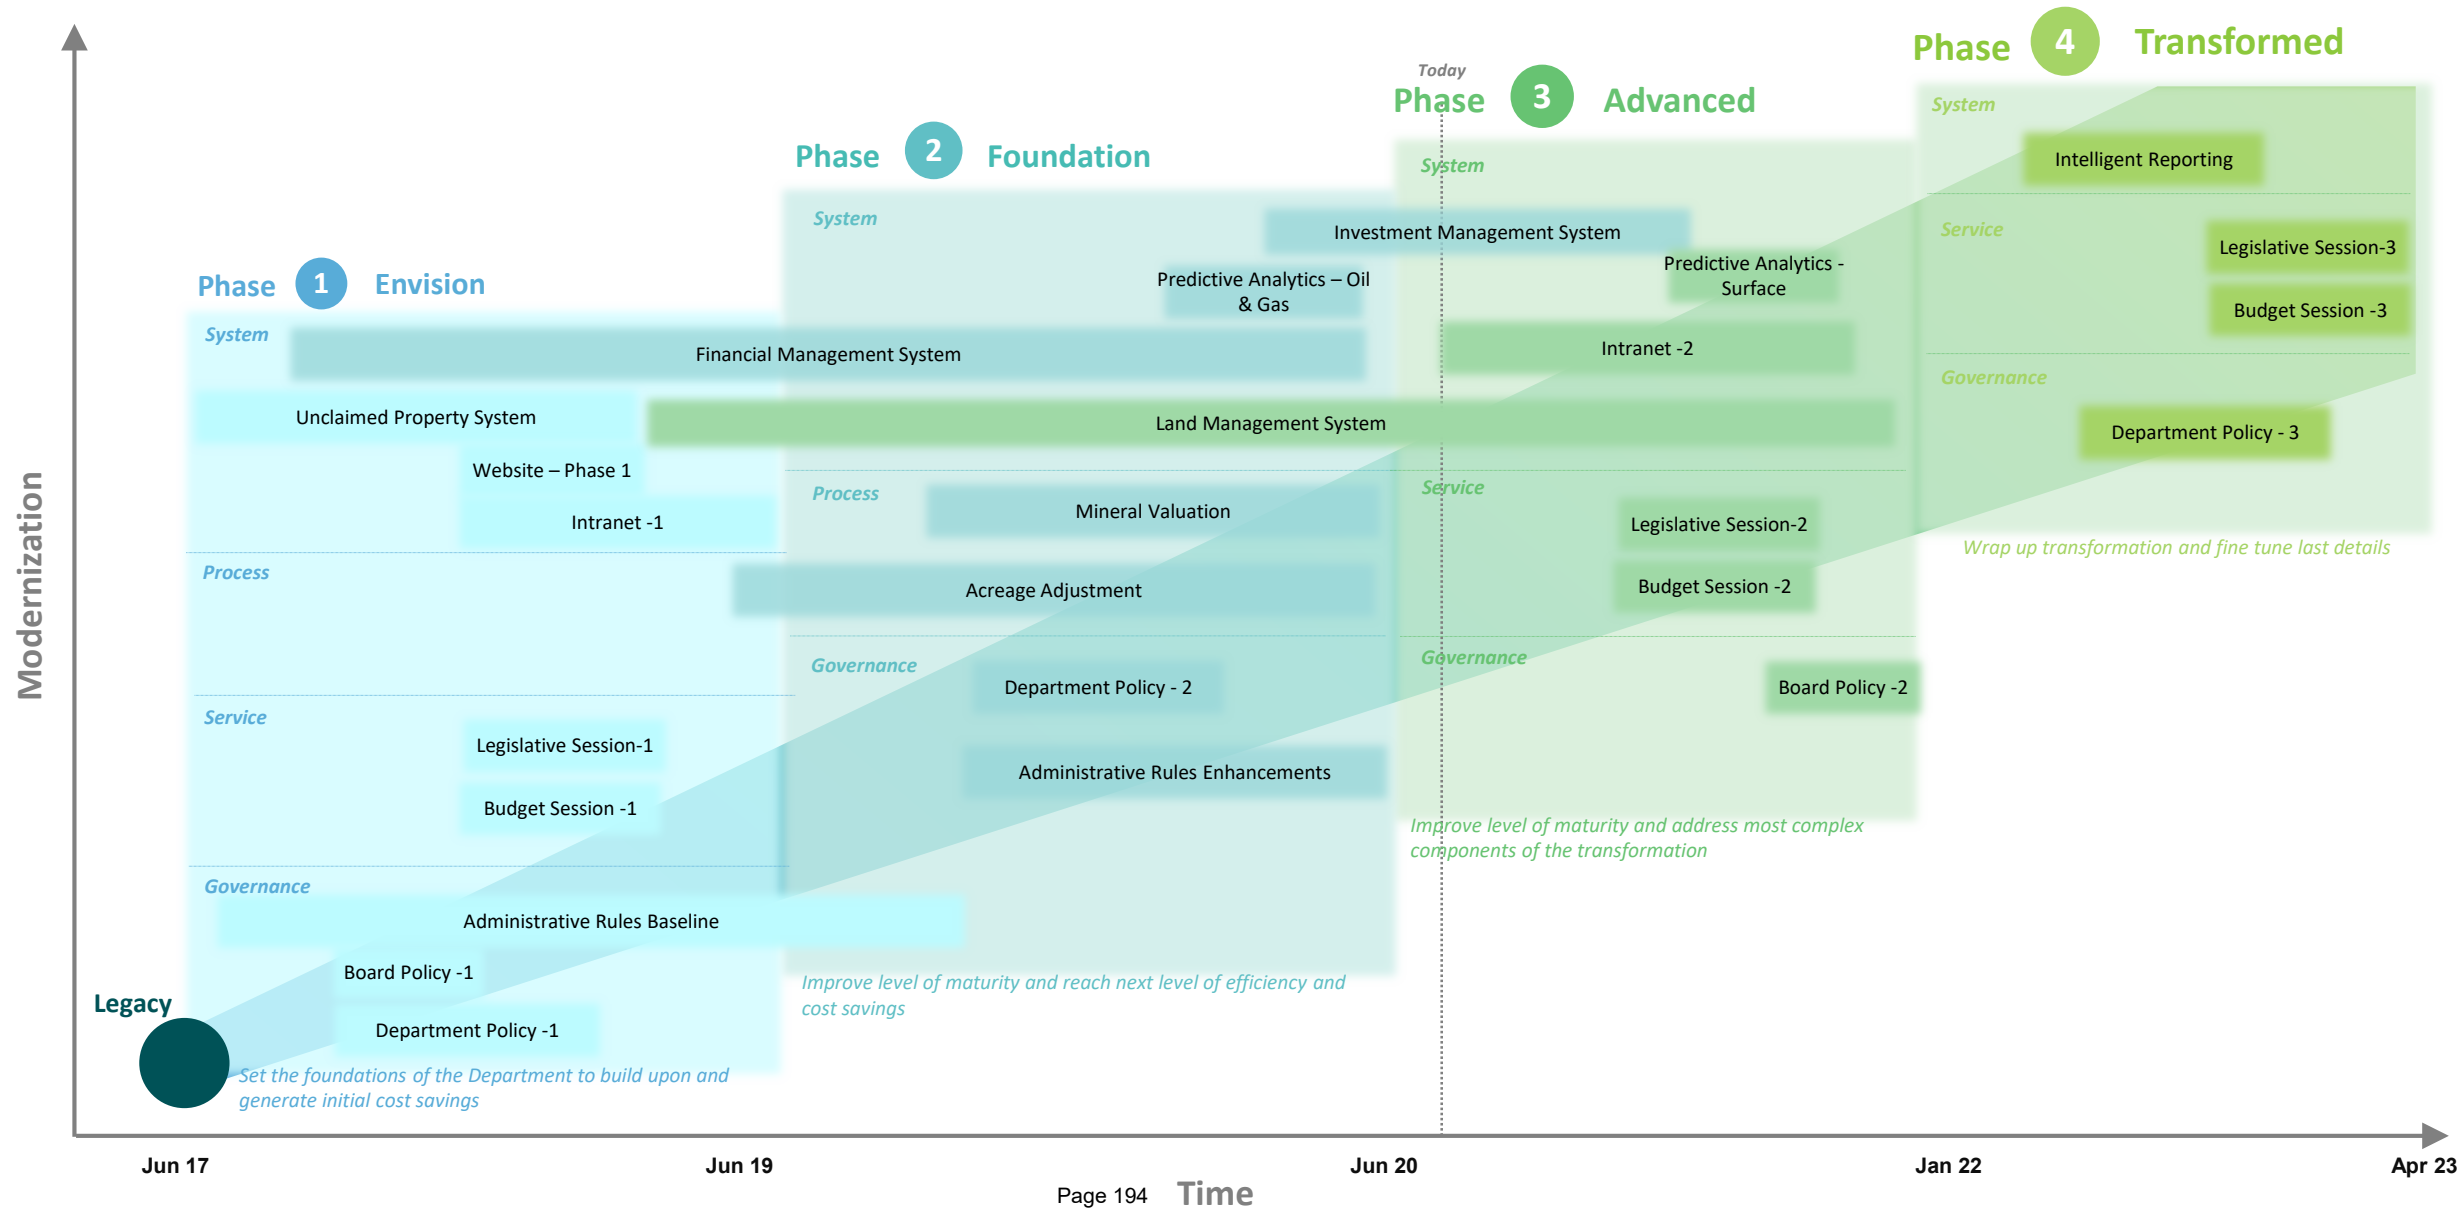 Phase 4 Transformed
Today
Phase 3 Advanced
Phase 2 Foundation
Phase 1 Envision
Modernization
Legacy
System
Financial Management System
Unclaimed Property System
Website – Phase 1
Intranet -1
Process
Service
Legislative Session-1
Budget Session -1
Governance
Administrative Rules Baseline
Board Policy -1
Department Policy -1
Set the foundations of the Department to build upon and
generate initial cost savings
System
Investment Management System
Predictive Analytics – Oil
& Gas
Land Management System
Process
Mineral Valuation
Acreage Adjustment
Governance
Department Policy - 2
Administrative Rules Enhancements
Improve level of maturity and reach next level of efficiency and
cost savings
System
Predictive Analytics -
Surface
Intranet -2
Service
Legislative Session-2
Budget Session -2
Governance
Board Policy -2
Improve level of maturity and address most complex
components of the transformation
System
Intelligent Reporting
Service
Legislative Session-3
Budget Session -3
Governance
Department Policy - 3
Wrap up transformation and fine tune last details
Jun 17
Jun 19
Jun 20
Jan 22
Apr 23
Page 194
Time